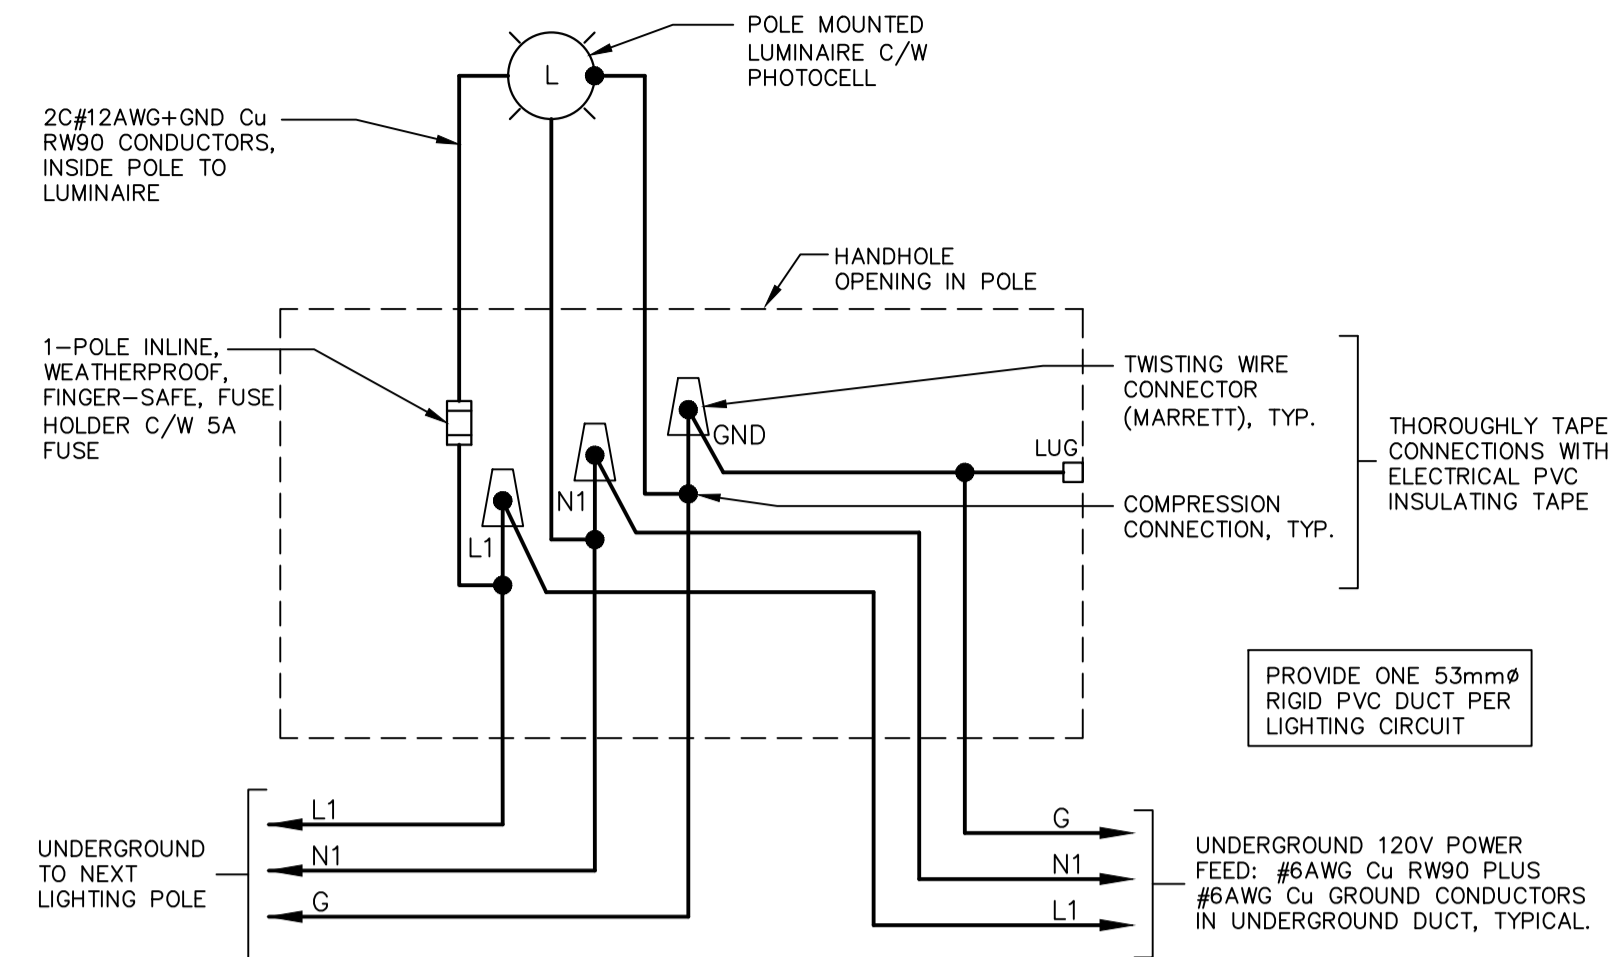 POLE MOUNTED
LUMINAIRE C/W
PHOTOCELL
L
2C#12AWG+GND Cu
RW90 CONDUCTORS,
INSIDE POLE TO
LUMINAIRE
HANDHOLE
OPENING IN POLE
1-POLE INLINE,
WEATHERPROOF,
FINGER-SAFE, FUSE
HOLDER C/W 5A
FUSE
TWISTING WIRE
CONNECTOR
(MARRETT), TYP.
GND
LUG
N1
L1
COMPRESSION
CONNECTION, TYP.
THOROUGHLY TAPE
CONNECTIONS WITH
ELECTRICAL PVC
INSULATING TAPE
PROVIDE ONE 53mmø
RIGID PVC DUCT PER
LIGHTING CIRCUIT
UNDERGROUND
TO NEXT
LIGHTING POLE
L1
N1
G
G
N1
L1
UNDERGROUND 120V POWER
FEED: #6AWG Cu RW90 PLUS
#6AWG Cu GROUND CONDUCTORS
IN UNDERGROUND DUCT, TYPICAL.